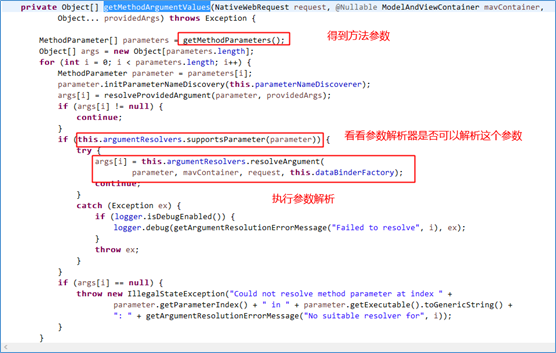 private Object[] getMethodArgumentValues(NativeWebRequest request, @Nullable ModelAndViewContainer mavContainer,
Object... providedArgs) throws Exception {
MethodParameter[] parameters = getMethodParameters();
得到方法参数
Object[] args = new Object[parameters.length];
for (int i = 0; i < parameters.length; i++) {
MethodParameter parameter = parameters[i];
parameter.initParameterNameDiscovery(this.parameterNameDiscoverer);
args[i] = resolveProvidedArgument(parameter, providedArgs);
if (args[i] != null) {
continue;
}
if (this.argumentResolvers.supportsParameter(parameter)) {
看看参数解析器是否可以解析这个参数
try {
args[i] = this.argumentResolvers.resolveArgument(
parameter, mavContainer, request, this.dataBinderFactory);
continue;
}
执行参数解析
catch (Exception ex) {
if (logger.isDebugEnabled()) {
logger.debug(getArgumentResolutionErrorMessage("Failed to resolve", i), ex);
}
throw ex;
}
}
if (args[i] == null) {
throw new IllegalStateException("Could not resolve method parameter at index " +
parameter.getParameterIndex() + " in " + parameter.getExecutable().toGenericString() +
": " + getArgumentResolutionErrorMessage("No suitable resolver for", i));
}
}